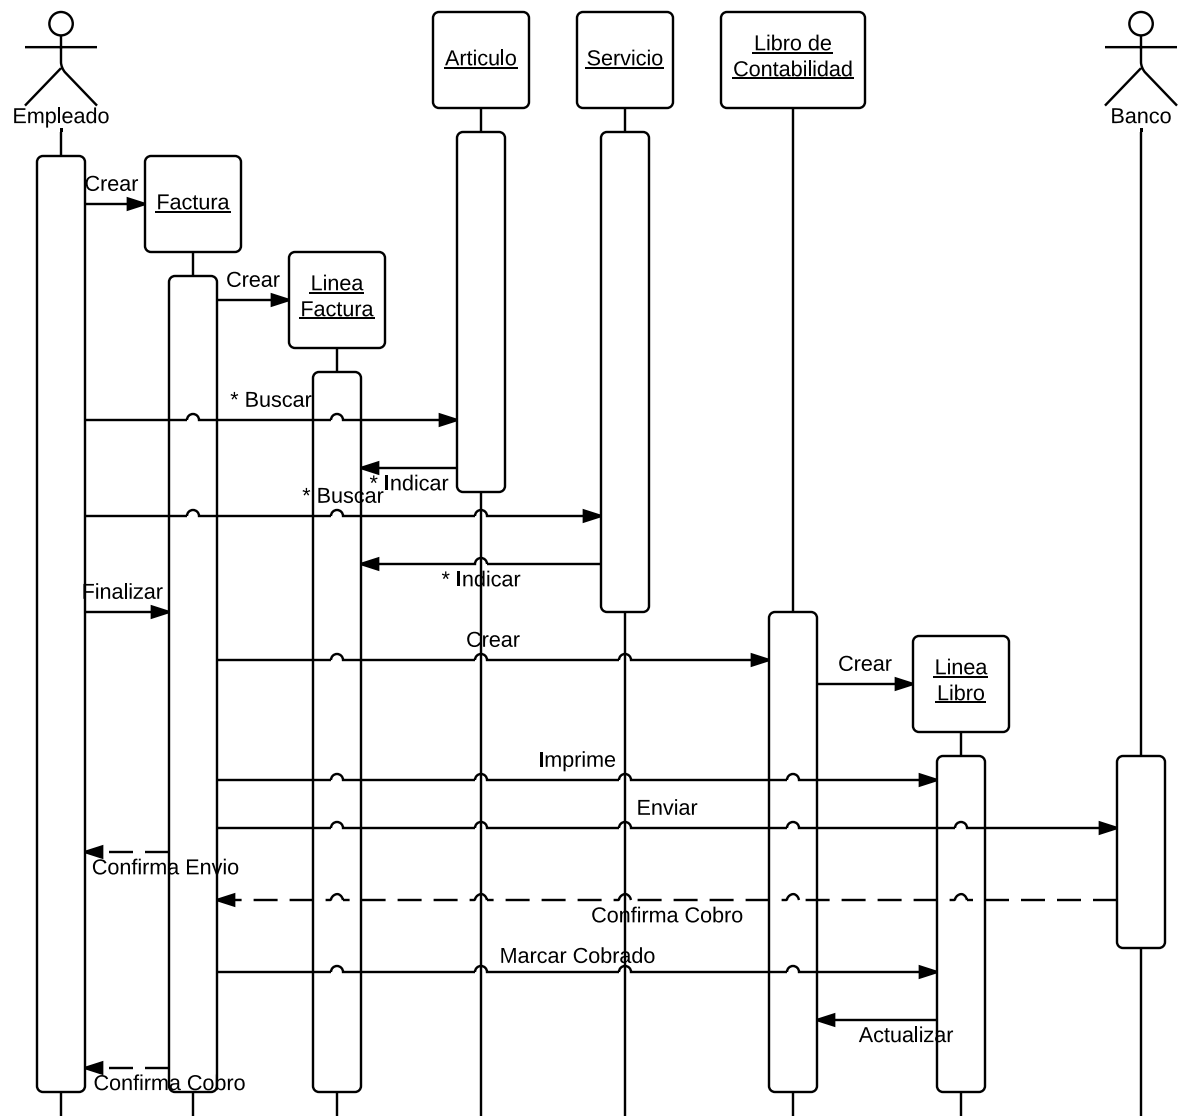 Empleado
Articulo
Servicio
Libro de
Contabilidad
Banco
Crear
Factura
Crear
Linea
Factura
* Buscar
* Indicar
* Buscar
* Indicar
Finalizar
Crear
Crear
Linea
Libro
Imprime
Enviar
Confirma Envio
Confirma Cobro
Marcar Cobrado
Actualizar
Confirma Cobro